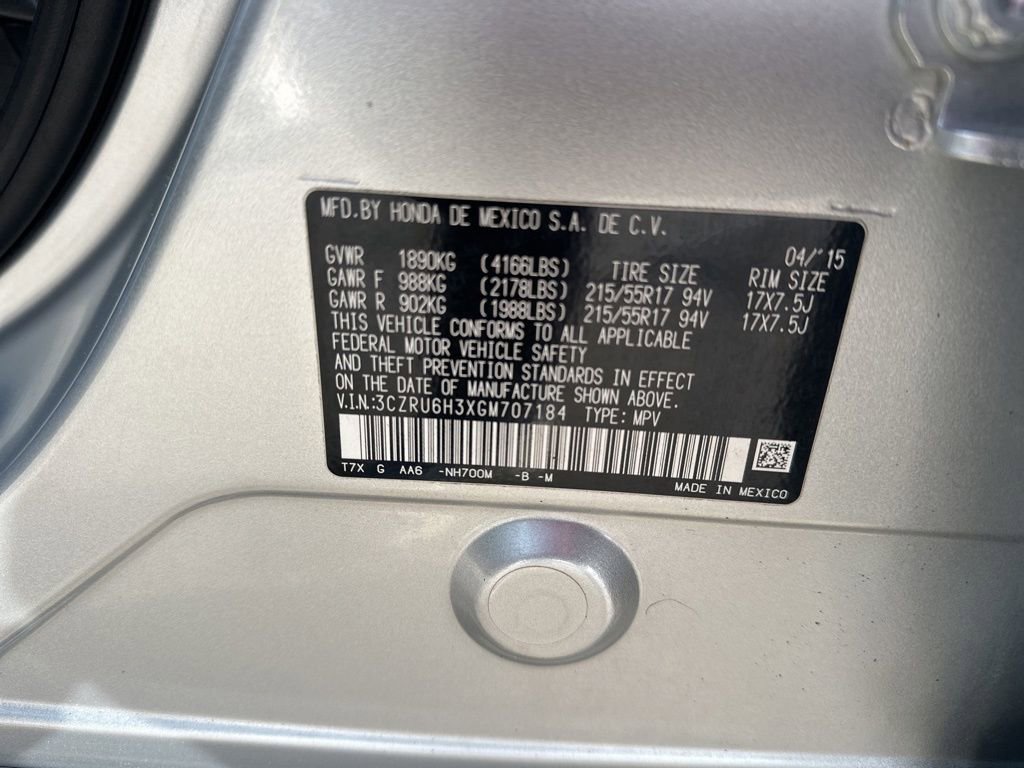 MFD.BY HONDA DE MEXICO S.A. DE C.V.
04/'15
GVWR 1890KG (4166LBS) TIRE SIZE RIM SIZE
GAWR F 988KG (2178LBS) 215/55R17 94V 17X7.5J
GAWR R 902KG (1988LBS) 215/55R17 94V 17X7.5J
THIS VEHICLE CONFORMS TO ALL APPLICABLE
FEDERAL MOTOR VEHICLE SAFETY
AND THEFT PREVENTION STANDARDS IN EFFECT
ON THE DATE OF MANUFACTURE SHOWN ABOVE.
V.I.N.:3CZRU6H3XGM707184 TYPE: MPV
T7X G AA6 -NH700M -B -M
MADE IN MEXICO